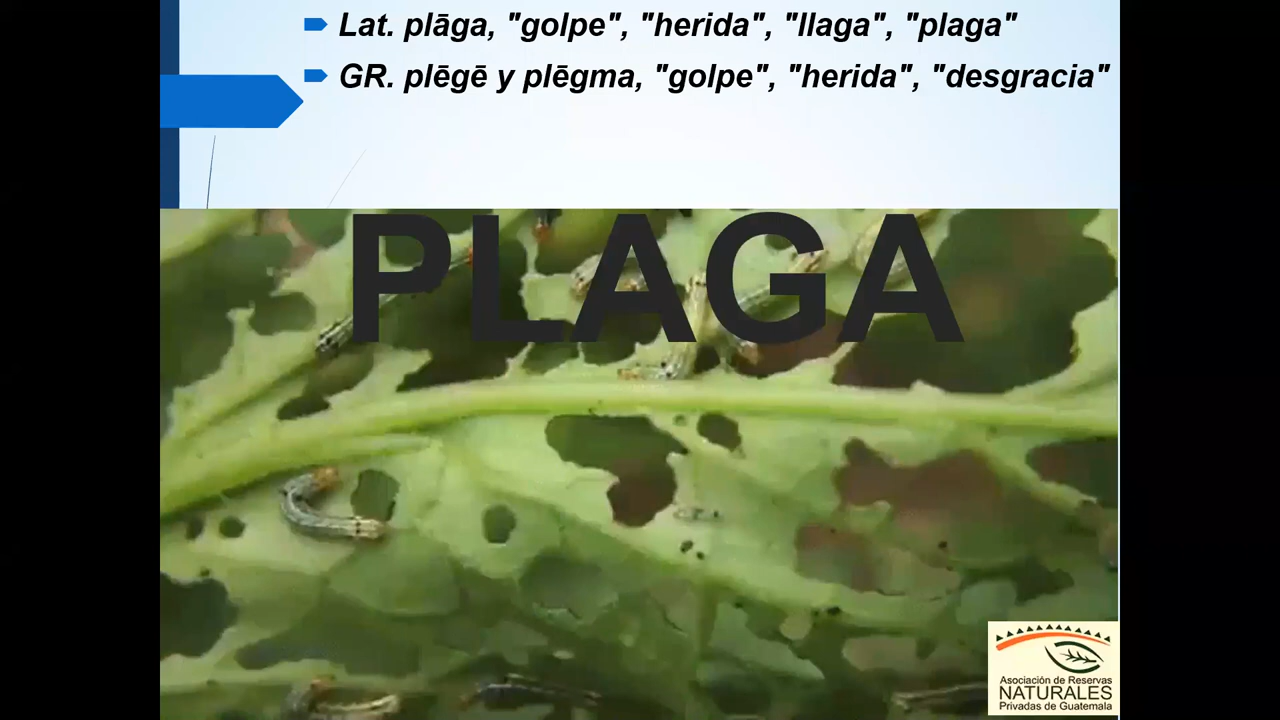 Lat. plāga, "golpe", "herida", "llaga", "plaga"
GR. plēgē y plēgma, "golpe", "herida", "desgracia"
PLAGA
Asociación de Reservas
NATURALES
Privadas de Guatemala